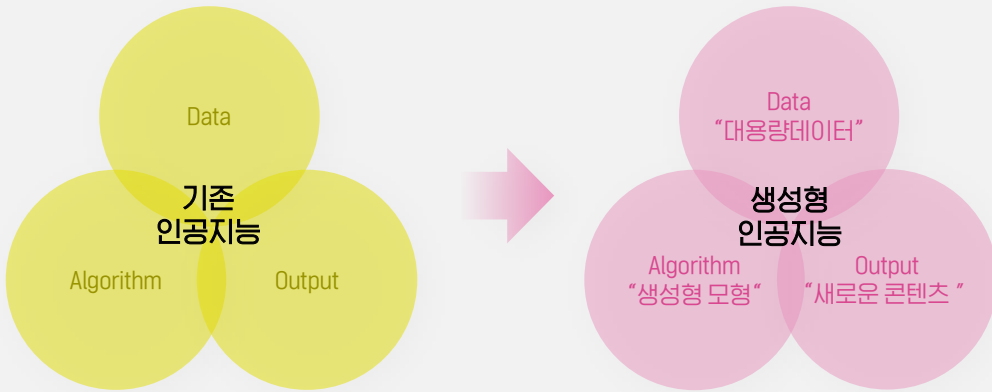 Data
기존
인공지능
Algorithm
Output
Data
“대용량데이터”
생성형
인공지능
Algorithm
“생성형 모형“
Output
“새로운 콘텐츠 ”